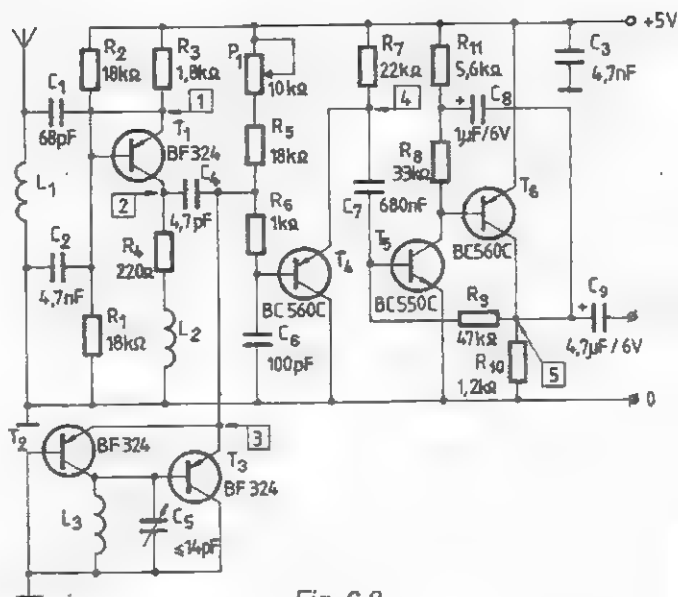 +5V
R2
18kΩ
R3
1,8kΩ
P1
10kΩ
R7
22kΩ
R11
5,6kΩ
C3
4,7nF
C1
68pF
1
T1
BF324
R5
18kΩ
4
C8
1µF/6V
2
C4
4,7pF
R6
1kΩ
R8
33kΩ
C7
680nF
T6
BC560C
L1
C2
4,7nF
R4
220Ω
T4
BC560C
T5
BC550C
R1
18kΩ
L2
C6
100pF
R9
47kΩ
C9
4,7µF/6V
R10
1,2kΩ
5
0
T2
BF324
3
T3
BF324
L3
C5
≤14pF